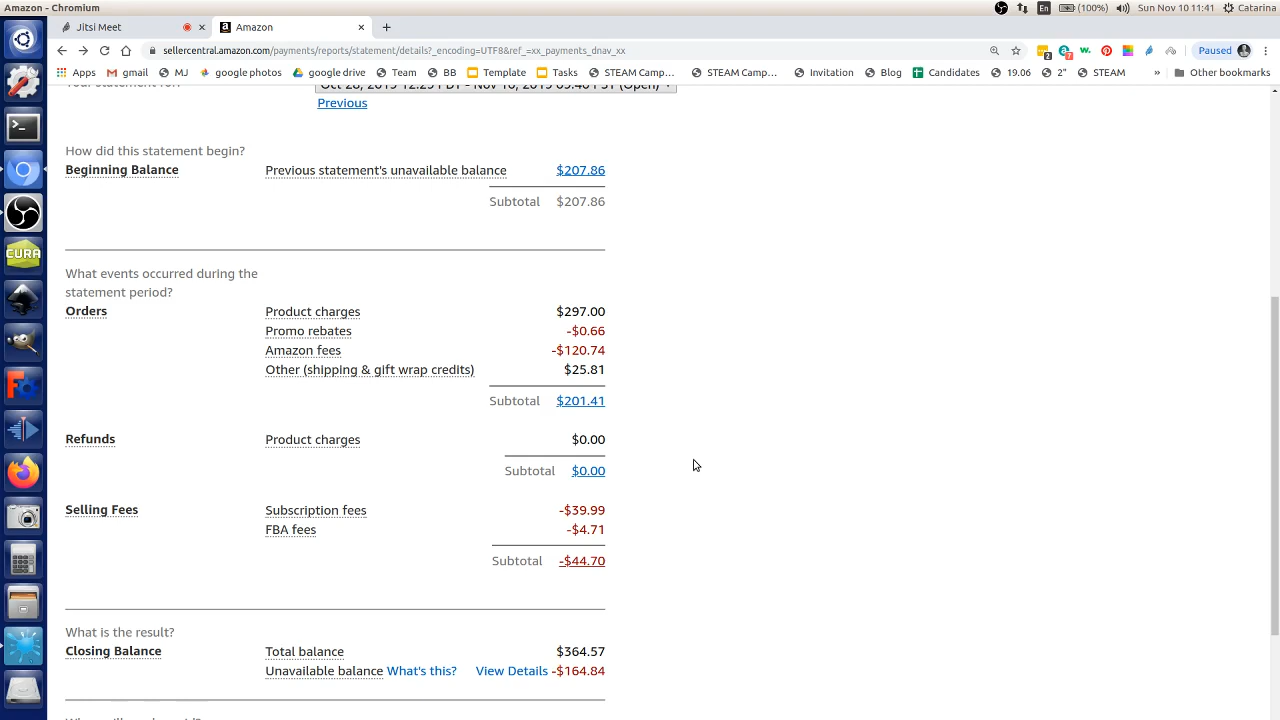 Amazon - Chromium
En
(100%)
Sun Nov 10 11:41
Catarina
Jitsi Meet
Amazon
sellercentral.amazon.com/payments/reports/statement/details?_encoding=UTF8&ref_=xx_payments_dnav_xx
Paused
Apps
gmail
MJ
google photos
google drive
Team
BB
Template
Tasks
STEAM Camp...
STEAM Camp...
Invitation
Blog
Candidates
19.06
2"
STEAM
»
Other bookmarks
Previous
How did this statement begin?
Beginning Balance Previous statement's unavailable balance $207.86
Subtotal $207.86
What events occurred during the
statement period?
Orders Product charges $297.00
Promo rebates -$0.66
Amazon fees -$120.74
Other (shipping & gift wrap credits) $25.81
Subtotal $201.41
Refunds Product charges $0.00
Subtotal $0.00
Selling Fees Subscription fees -$39.99
FBA fees -$4.71
Subtotal -$44.70
What is the result?
Closing Balance Total balance $364.57
Unavailable balance What's this? View Details -$164.84
CURA